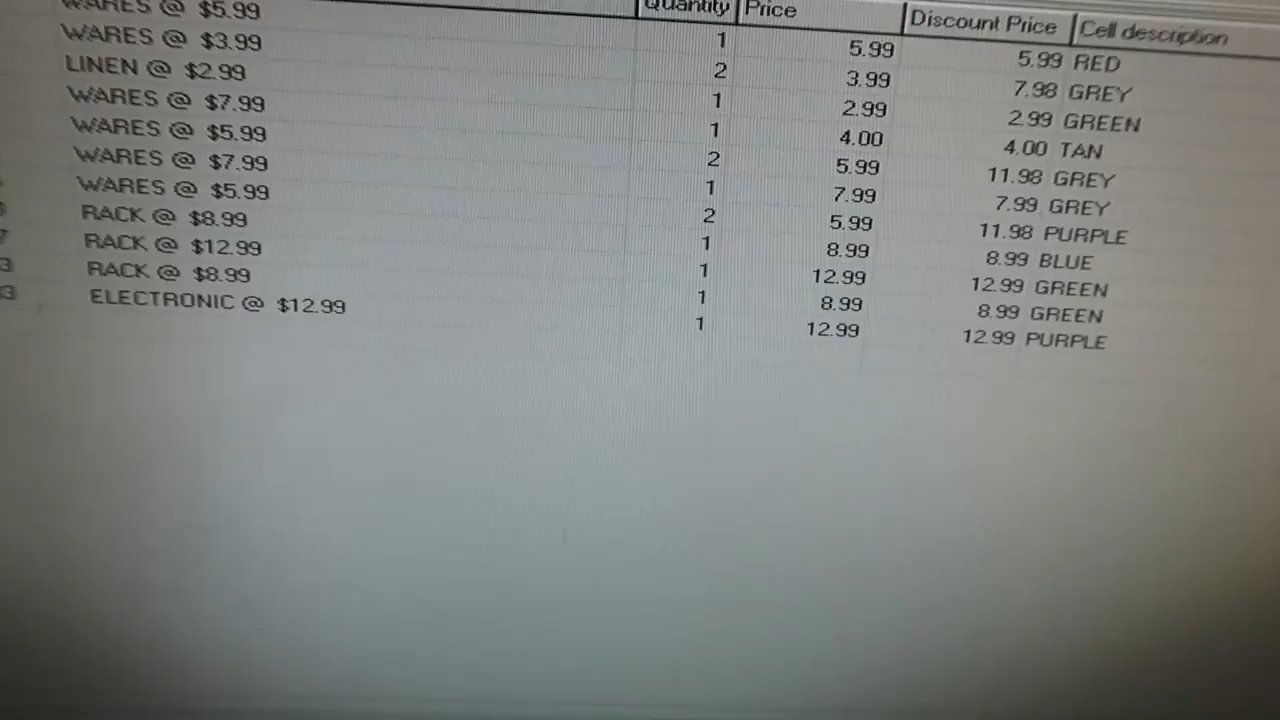 Quantity Price Discount Price Cell description
WARES @ $5.99 1 5.99 5.99 RED
WARES @ $3.99 2 3.99 7.98 GREY
LINEN @ $2.99 1 2.99 2.99 GREEN
WARES @ $7.99 1 4.00 4.00 TAN
WARES @ $5.99 2 5.99 11.98 GREY
WARES @ $7.99 1 7.99 7.99 GREY
WARES @ $5.99 2 5.99 11.98 PURPLE
RACK @ $8.99 1 8.99 8.99 BLUE
RACK @ $12.99 1 12.99 12.99 GREEN
RACK @ $8.99 1 8.99 8.99 GREEN
ELECTRONIC @ $12.99 1 12.99 12.99 PURPLE